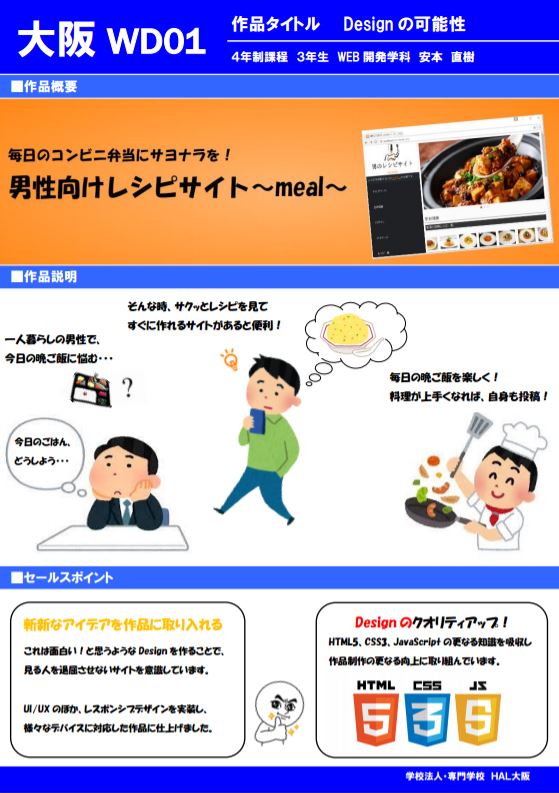 大阪 WD01
作品タイトル Designの可能性
4年制課程 3年生 WEB開発学科 安本 直樹
■作品概要
毎日のコンビニ弁当にサヨナラを！
男性向けレシピサイト～meal～
男のレシピサイト
■作品説明
そんな時、サクッとレシピを見て
すぐに作れるサイトがあると便利！
一人暮らしの男性で、
今日の晩ご飯に悩む・・・
？
毎日の晩ご飯を楽しく！
料理が上手くなれば、自身も投稿！
今日のごはん、
どうしよう・・・
■セールスポイント
斬新なアイデアを作品に取り入れる
これは面白い！と思うようなDesignを作ることで、
見る人を退屈させないサイトを意識しています。
UI/UXのほか、レスポンシブデザインを実装し、
様々なデバイスに対応した作品に仕上げました。
Designのクオリティアップ！
HTML5、CSS3、JavaScriptの更なる知識を吸収し
作品制作の更なる向上に取り組んでいます。
HTML CSS JS
5 3 5
学校法人・専門学校 HAL大阪